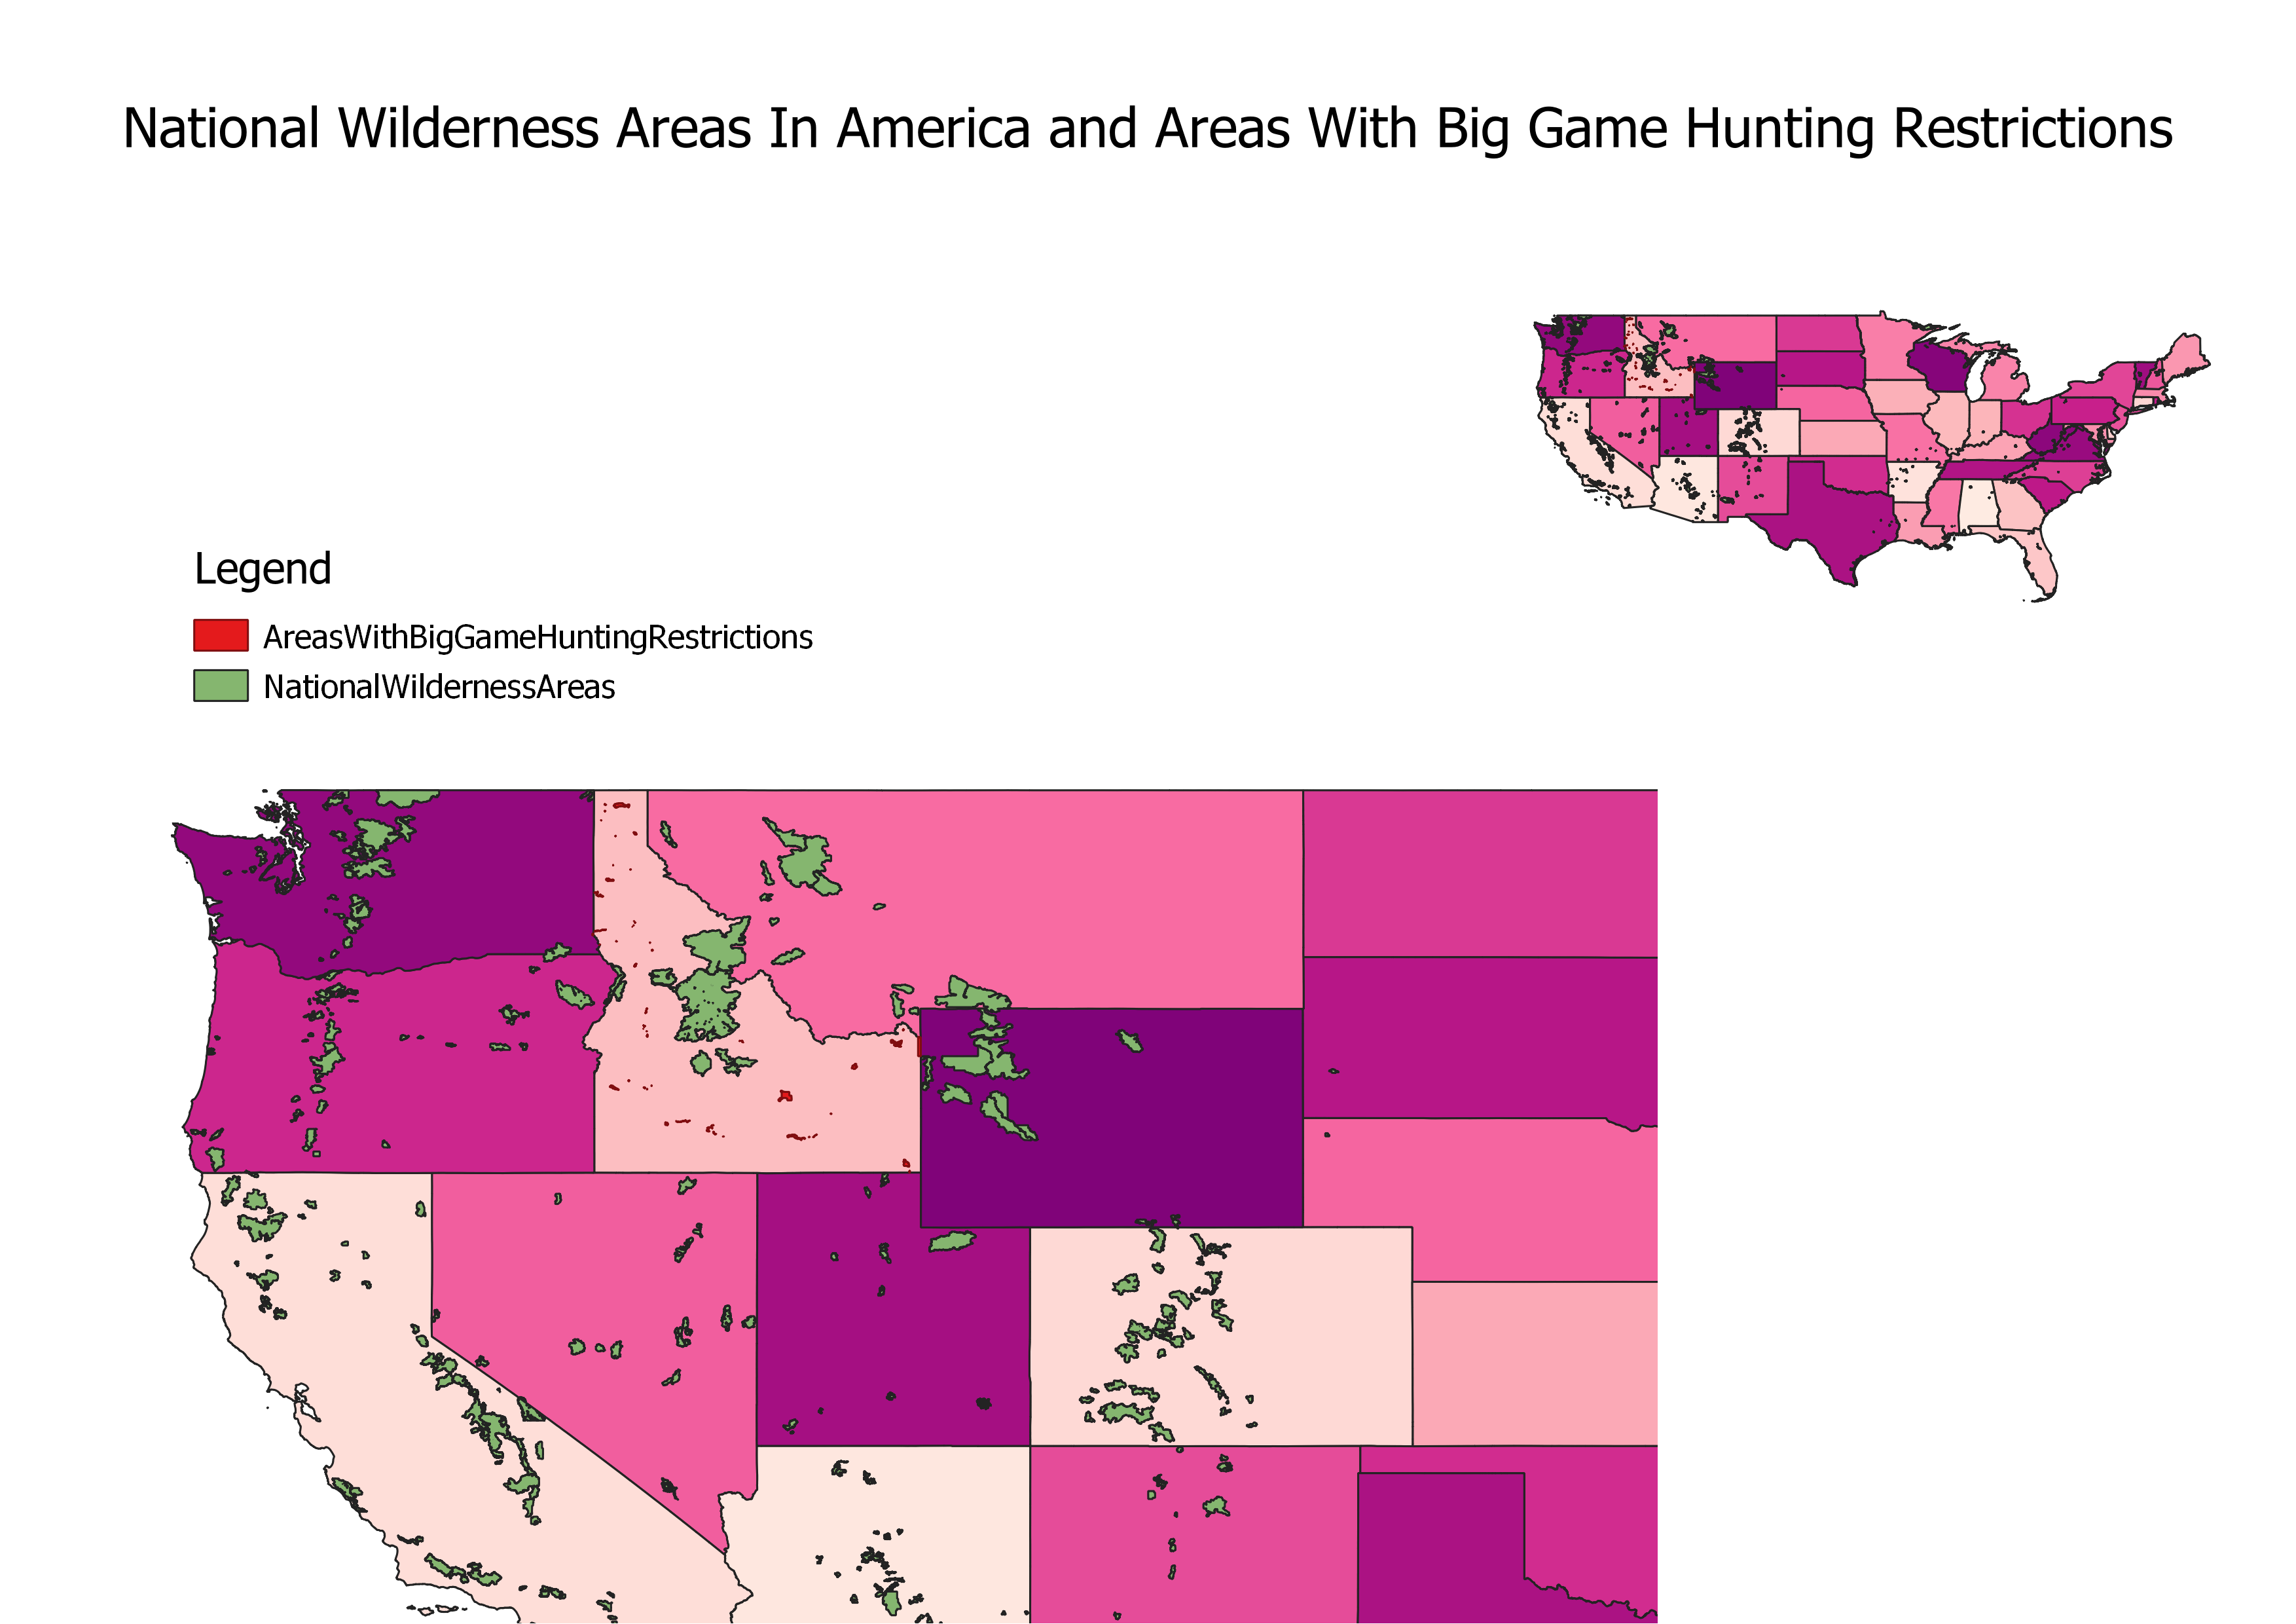 National Wilderness Areas In America and Areas With Big Game Hunting Restrictions
Legend
AreasWithBigGameHuntingRestrictions
NationalWildernessAreas